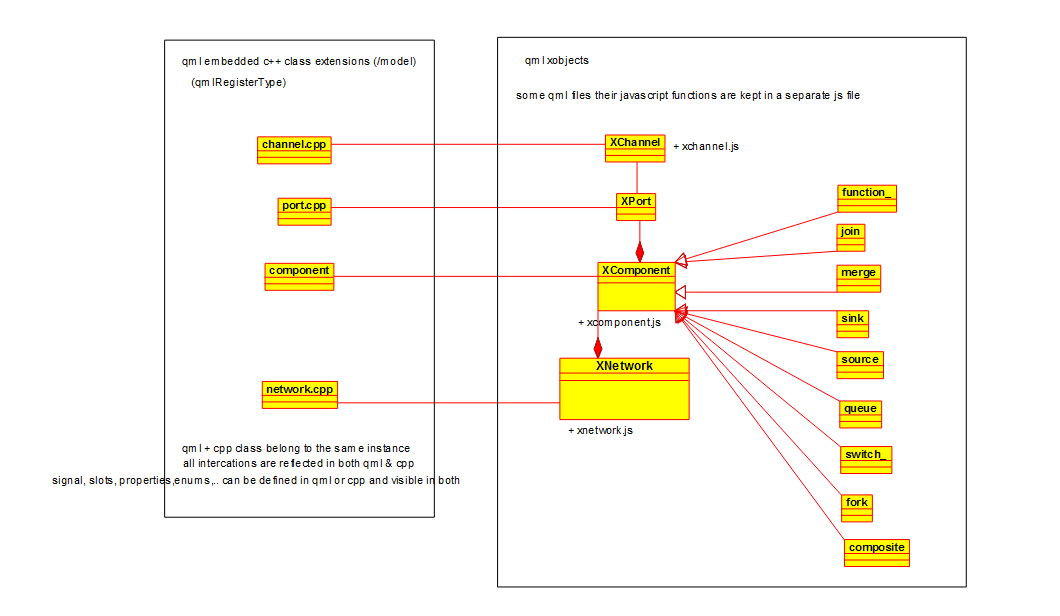 qml embedded c++ class extensions (/model)
(qmlRegisterType)
channel.cpp
port.cpp
component
network.cpp
qml + cpp class belong to the same instance
all intercations are reflected in both qml & cpp
signal, slots, properties,enums,.. can be defined in qml or cpp and visible in both
qml xobjects
some qml files their javascript functions are kept in a separate js file
XChannel
+ xchannel.js
XPort
XComponent
+ xcomponent.js
XNetwork
+ xnetwork.js
function_
join
merge
sink
source
queue
switch_
fork
composite